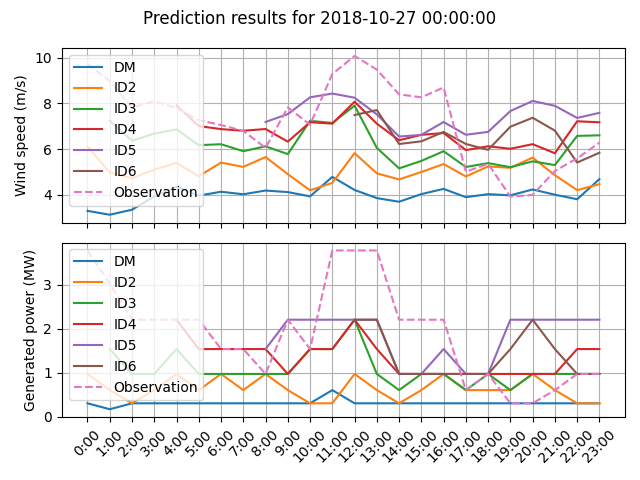 Prediction results for 2018-10-27 00:00:00
Wind speed (m/s)
10
8
6
4
DM
ID2
ID3
ID4
ID5
ID6
Observation
Generated power (MW)
3
2
1
0
DM
ID2
ID3
ID4
ID5
ID6
Observation
0:00 1:00 2:00 3:00 4:00 5:00 6:00 7:00 8:00 9:00 10:00 11:00 12:00 13:00 14:00 15:00 16:00 17:00 18:00 19:00 20:00 21:00 22:00 23:00